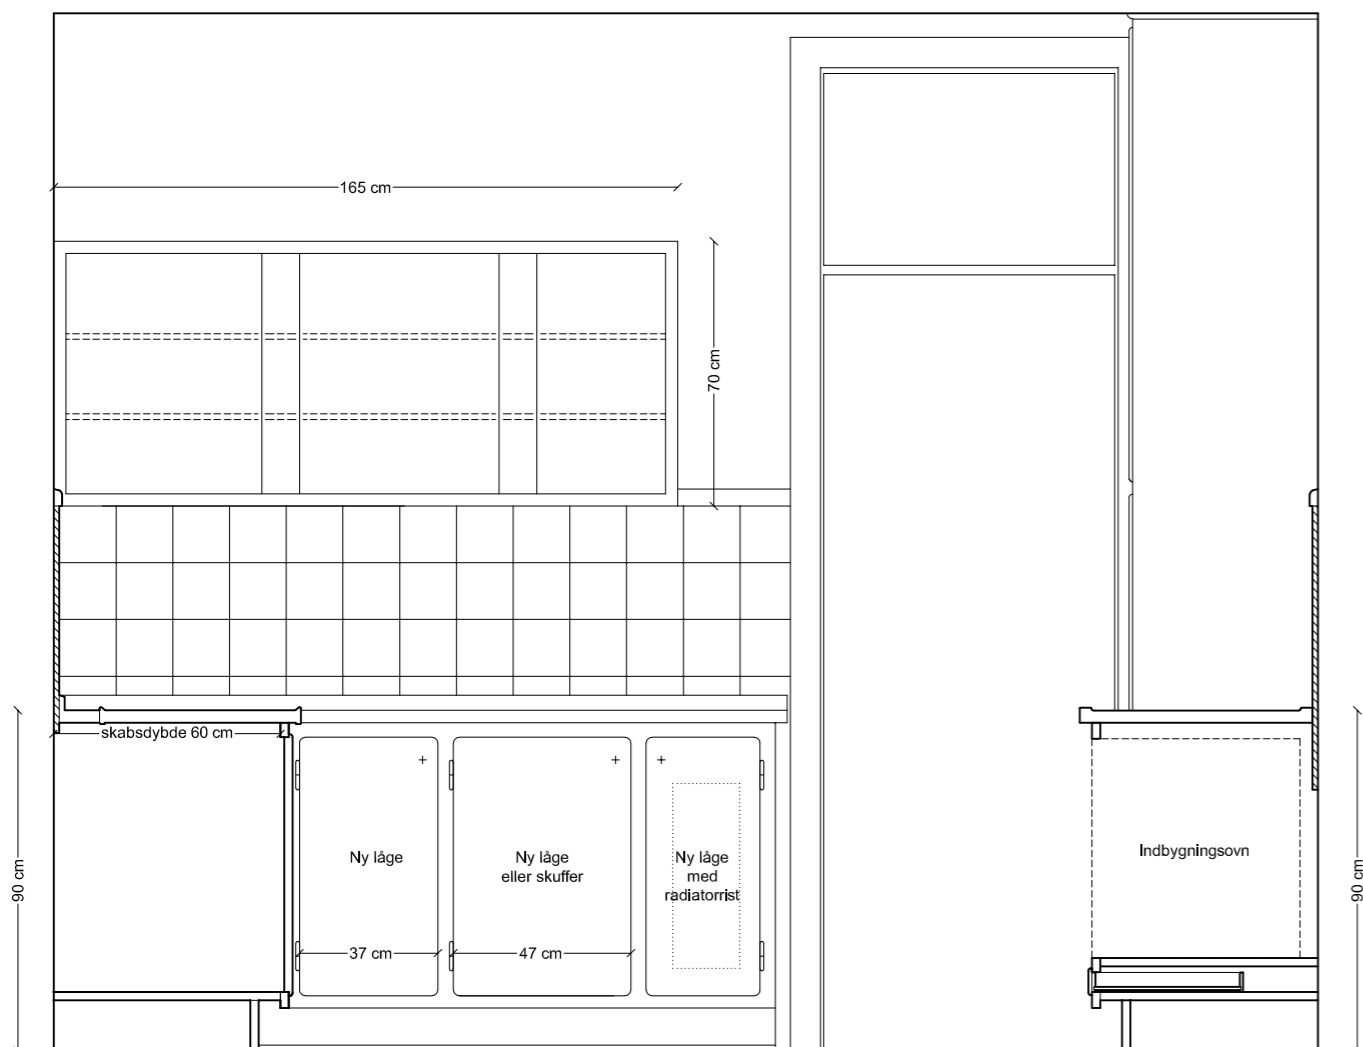 165 cm
70 cm
skabsdybde 60 cm
Ny låge
Ny låge
eller skuffer
Ny låge
med
radiatorrist
Indbygningsovn
90 cm
37 cm
47 cm
90 cm